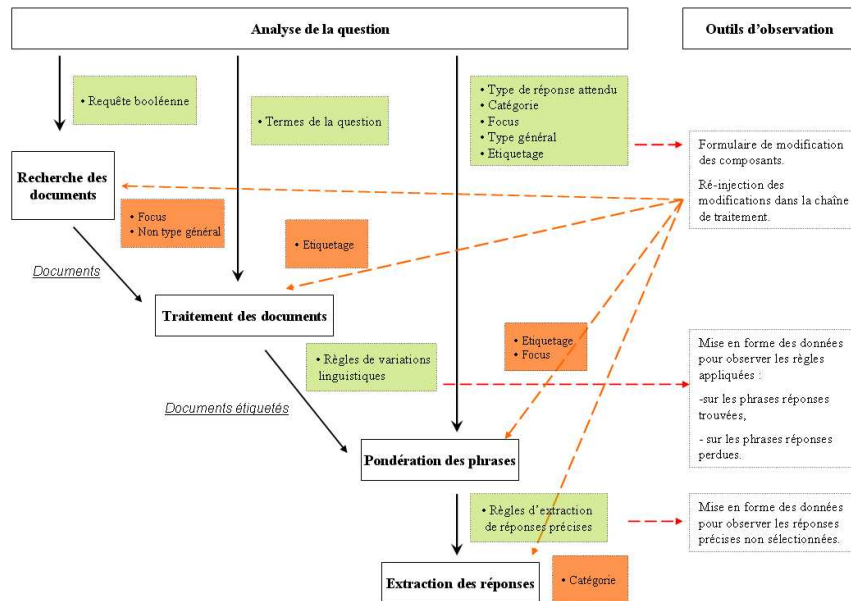 Analyse de la question
Outils d'observation
• Requête booléenne
• Termes de la question
• Type de réponse attendu
• Catégorie
• Focus
• Type général
• Etiquetage
Formulaire de modification
des composants.
Ré-injection des
modifications dans la chaîne
de traitement.
Recherche des
documents
• Focus
• Non type général
• Etiquetage
Documents
Traitement des documents
• Etiquetage
• Focus
• Règles de variations
linguistiques
Mise en forme des données
pour observer les règles
appliquées :
-sur les phrases réponses
trouvées,
- sur les phrases réponses
perdues.
Documents étiquetés
Pondération des phrases
• Règles d'extraction
de réponses précises
Mise en forme des données
pour observer les réponses
précises non sélectionnées.
Extraction des réponses
• Catégorie